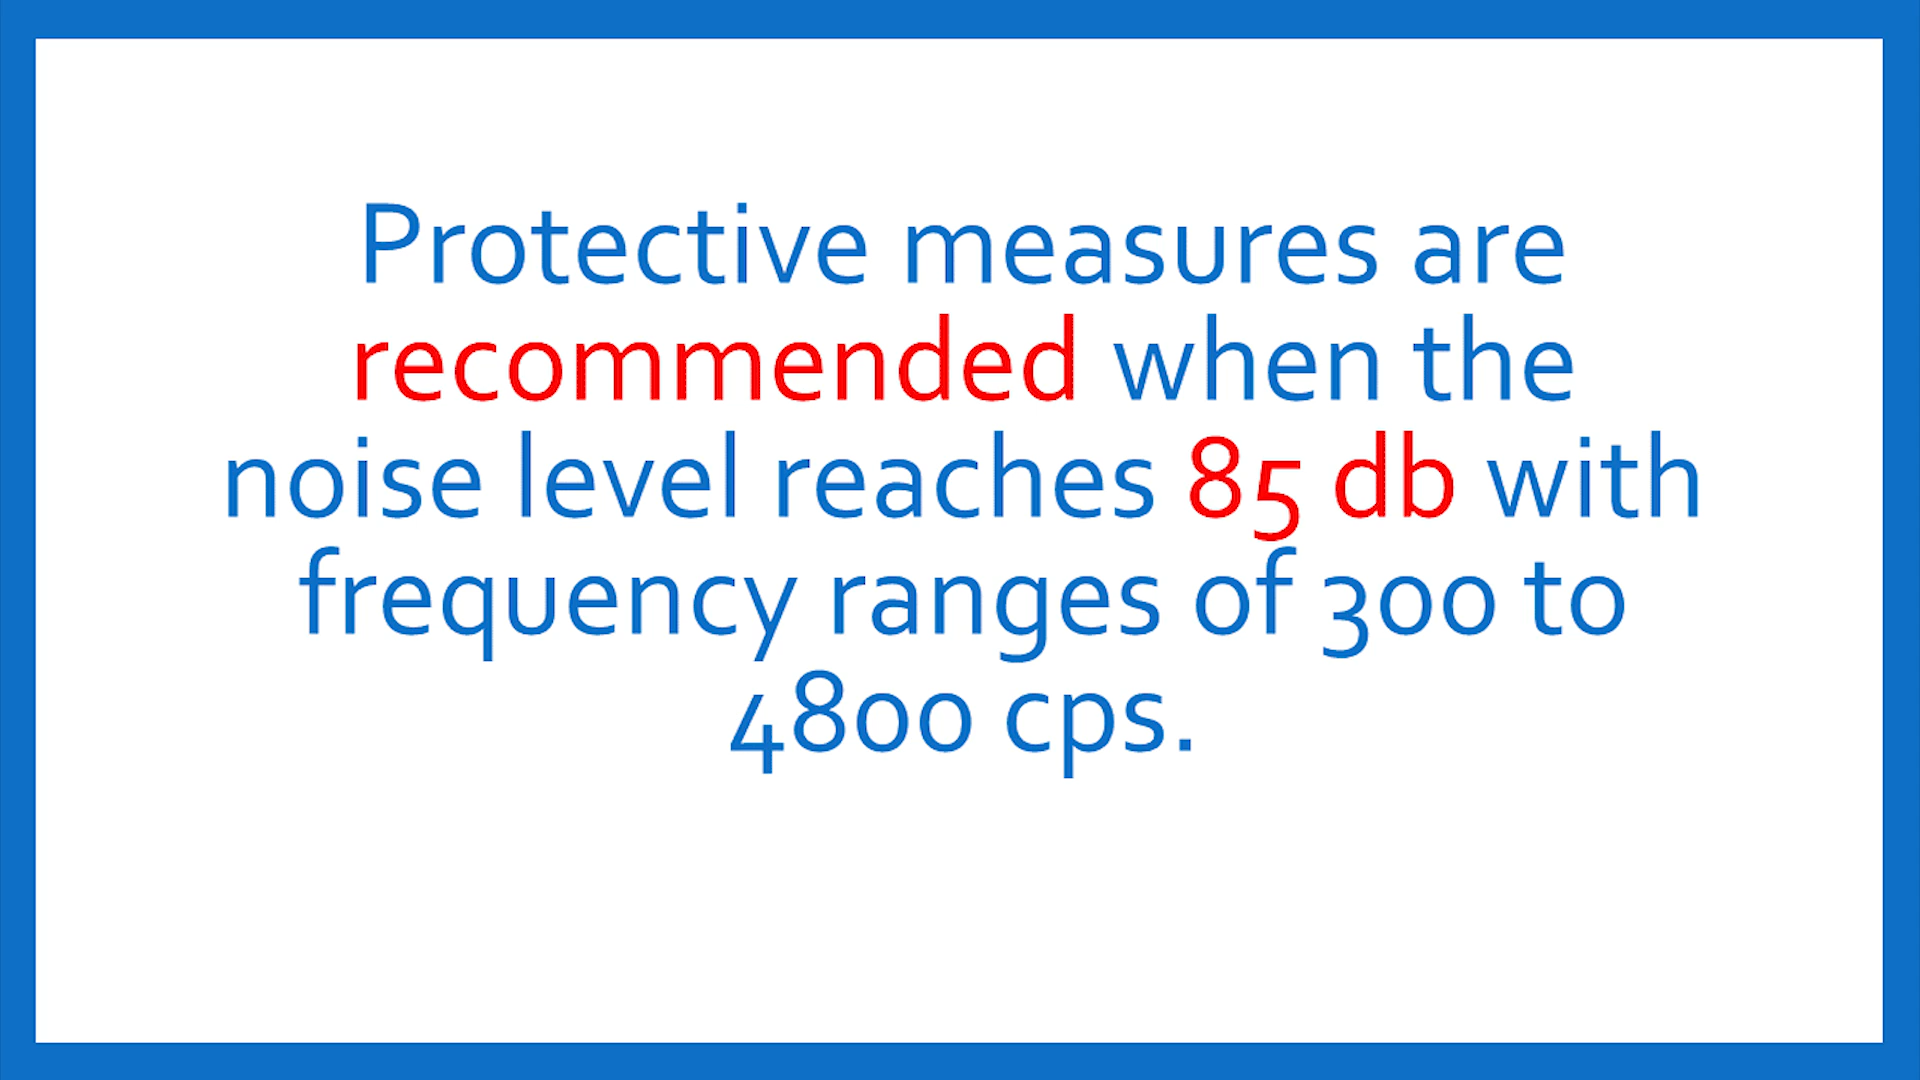 Protective measures are
recommended when the
noise level reaches 85 db with
frequency ranges of 300 to
4800 cps.